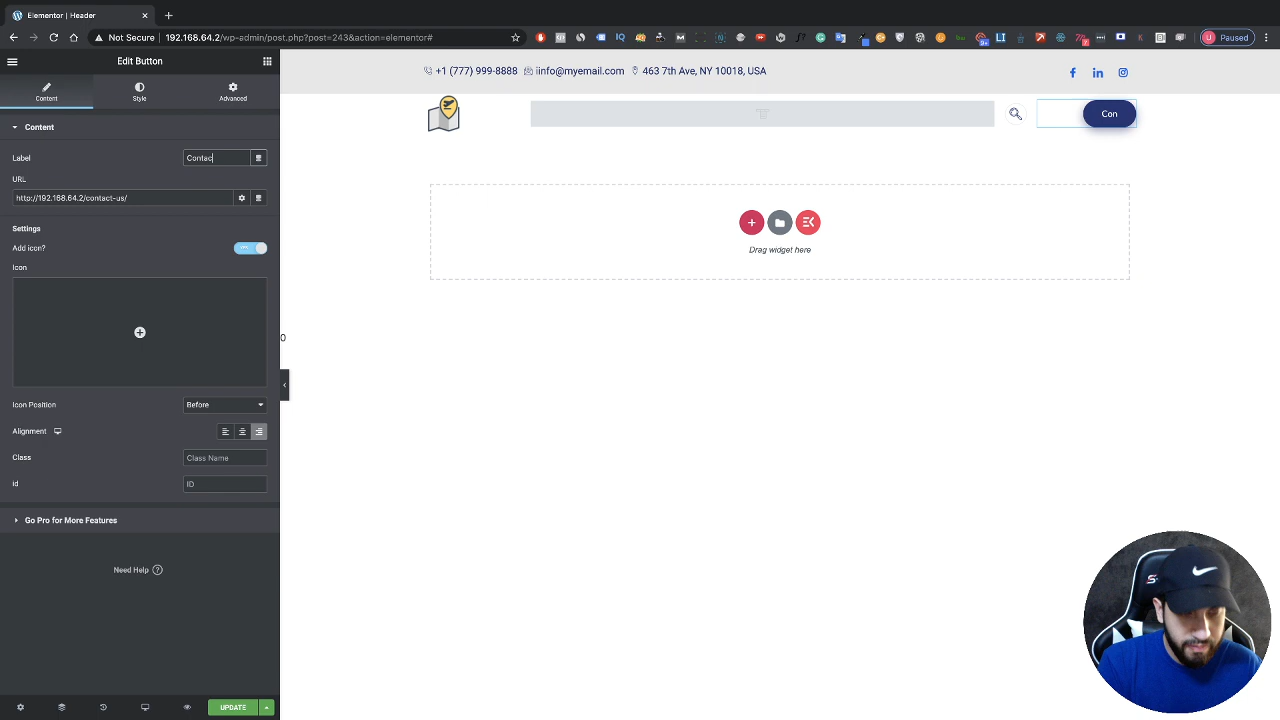 Elementor | Header
Not Secure 192.168.64.2/wp-admin/post.php?post=243&action=elementor#
Paused
Edit Button
Content
Style
Advanced
Content
Label
Contac
URL
http://192.168.64.2/contact-us/
Settings
Add icon?
YES
Icon
Icon Position
Before
Alignment
Class
Class Name
id
ID
Go Pro for More Features
Need Help
UPDATE
+1 (777) 999-8888 iinfo@myemail.com 463 7th Ave, NY 10018, USA
Con
Drag widget here